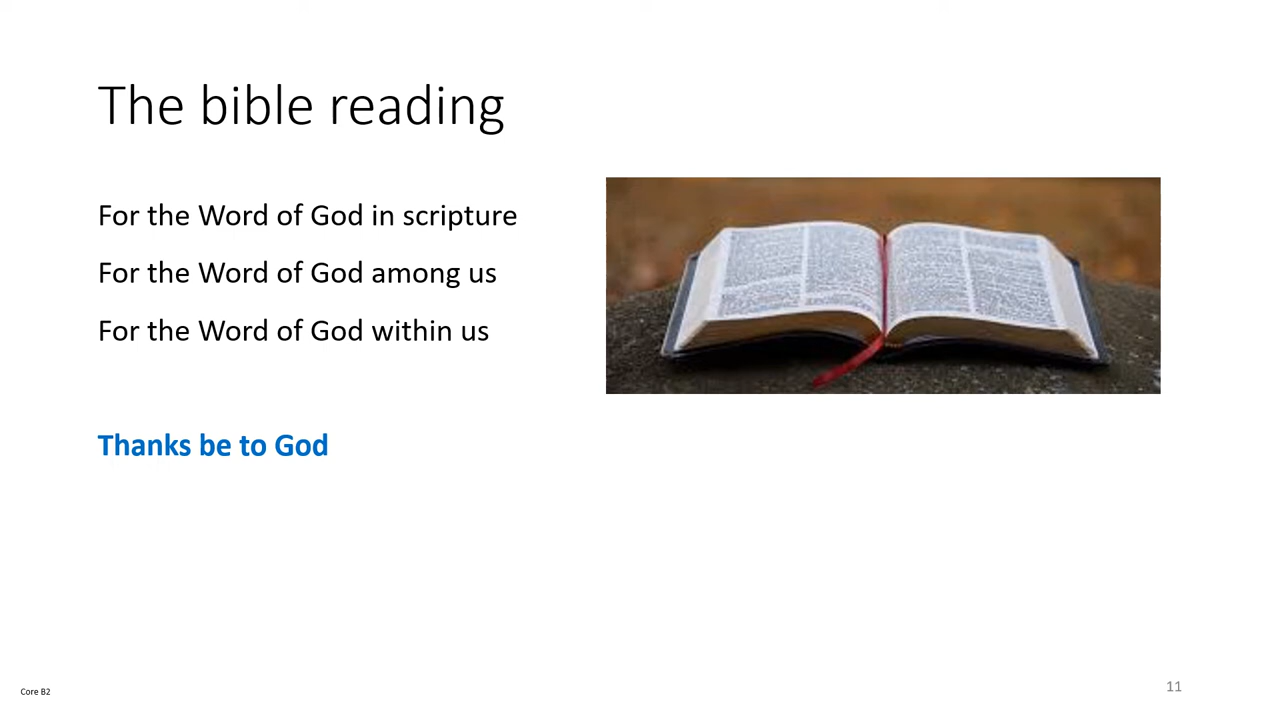 The bible reading
For the Word of God in scripture
For the Word of God among us
For the Word of God within us
Thanks be to God
Core B2
11